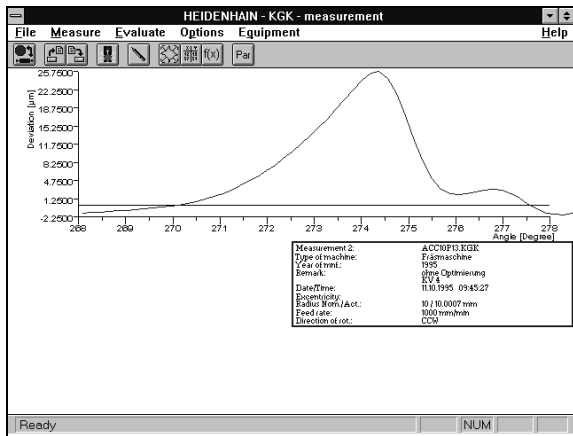 HEIDENHAIN - KGK - measurement
File Measure Evaluate Options Equipment Help
f(x) Par
25.7500
22.2500
18.7500
15.2500
11.7500
8.2500
4.7500
1.2500
-2.2500
Deviation [µm]
268 269 270 271 272 273 274 275 276 277 278
Angle [Degree]
Measurement 2: ACC10P13.KGK
Type of machine: Fräsmaschine
Year of mnf.: 1995
Remark: ohne Optimierung
KV 4
Date/Time: 11.10.1995 09:45:27
Excentricity:
Radius Nom./Act.: 10 / 10.0007 mm
Feed rate: 1000 mm/min
Direction of rot.: CCW
Ready NUM